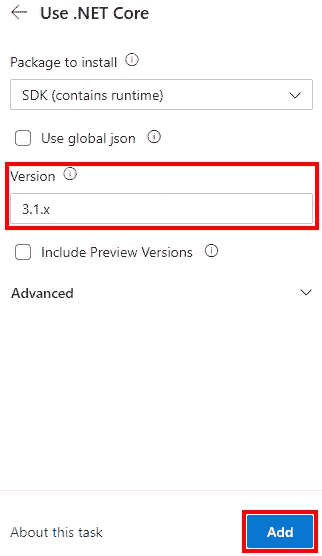 Use .NET Core
Package to install
SDK (contains runtime)
Use global json
Version
3.1.x
Include Preview Versions
Advanced
About this task
Add